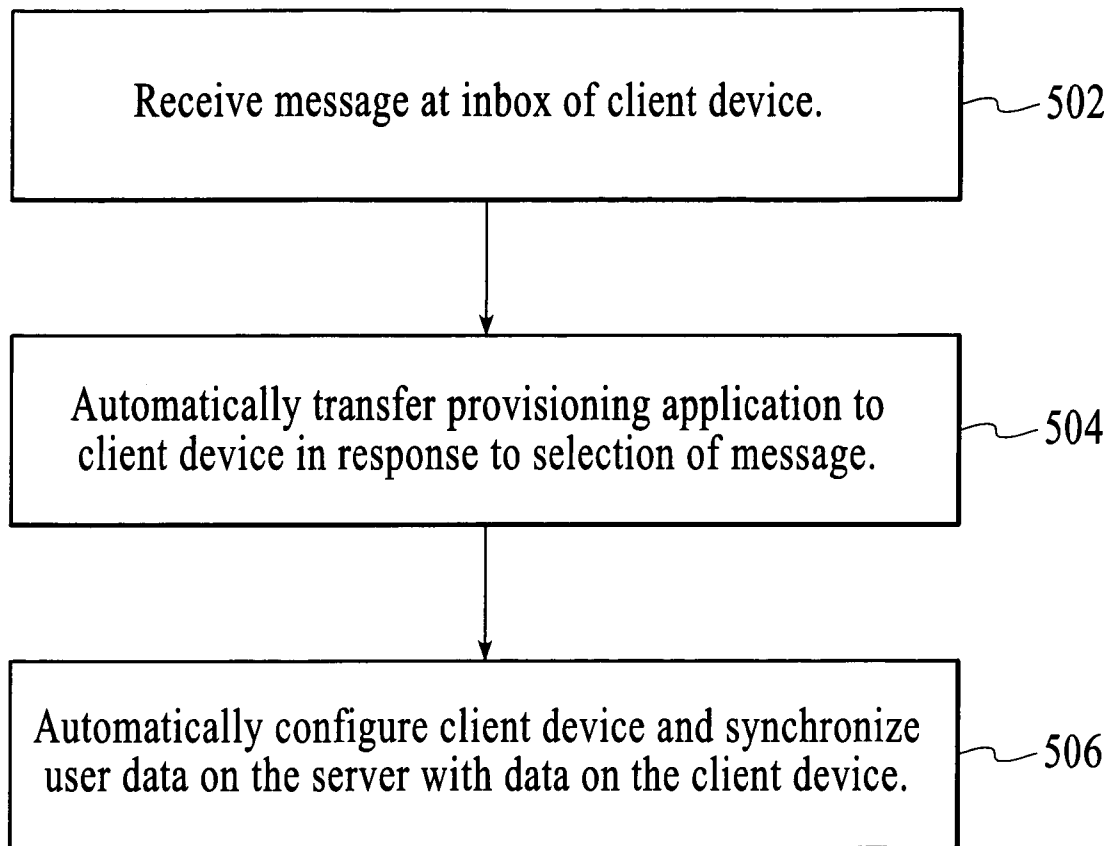 Receive message at inbox of client device.
502
Automatically transfer provisioning application to
client device in response to selection of message.
504
Automatically configure client device and synchronize
user data on the server with data on the client device.
506